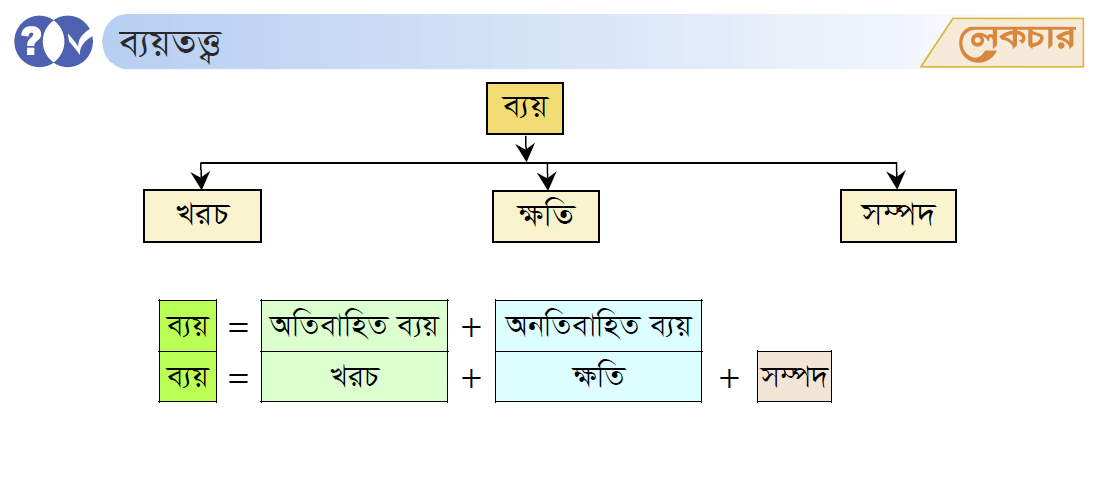 ?
ব্যয়তত্ত্ব
লেকচার
ব্যয়
খরচ ক্ষতি সম্পদ
ব্যয় = অতিবাহিত ব্যয় + অনতিবাহিত ব্যয়
ব্যয় = খরচ + ক্ষতি + সম্পদ